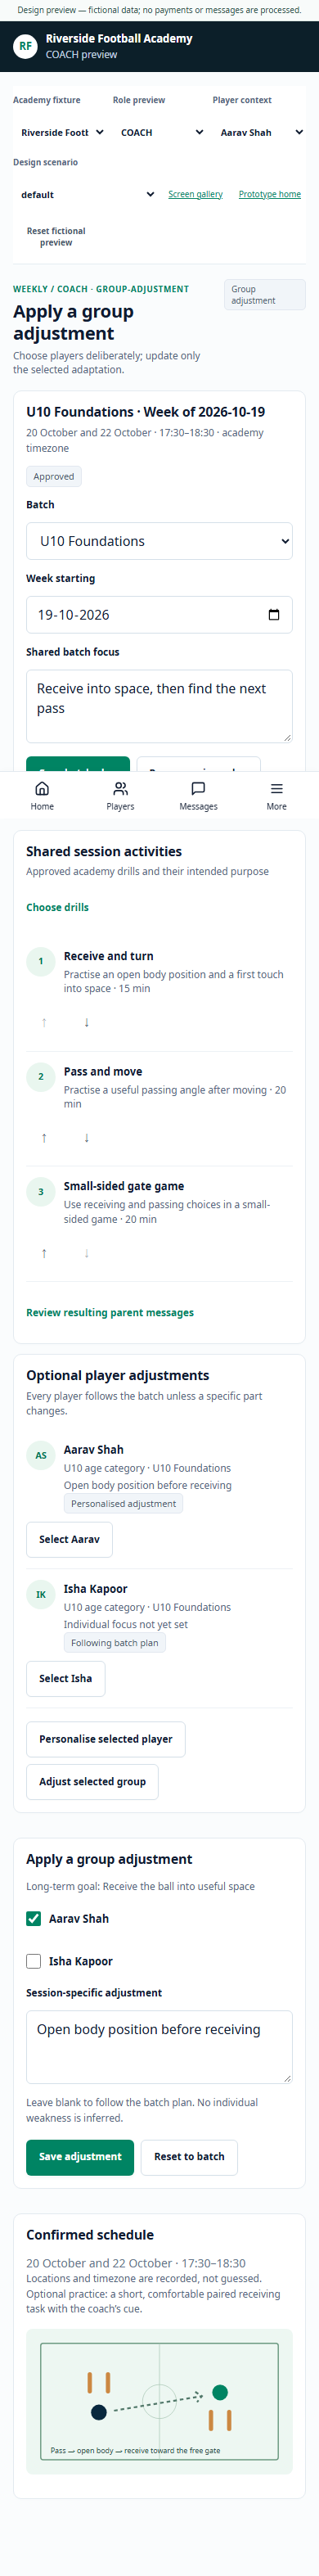 Design preview — fictional data; no payments or messages are processed.
RF
Riverside Football Academy
COACH preview
Academy fixture
Role preview
Player context
Riverside Footb
COACH
Aarav Shah
Design scenario
default
Screen gallery
Prototype home
Reset fictional
preview
WEEKLY / COACH · GROUP-ADJUSTMENT
Group
adjustment
Apply a group
adjustment
Choose players deliberately; update only
the selected adaptation.
U10 Foundations · Week of 2026-10-19
20 October and 22 October · 17:30–18:30 · academy
timezone
Approved
Batch
U10 Foundations
Week starting
19-10-2026
Shared batch focus
Receive into space, then find the next
pass
Home
Players
Messages
More
Shared session activities
Approved academy drills and their intended purpose
Choose drills
1
Receive and turn
Practise an open body position and a first touch
into space · 15 min
↑ ↓
2
Pass and move
Practise a useful passing angle after moving · 20
min
↑ ↓
3
Small-sided gate game
Use receiving and passing choices in a small-
sided game · 20 min
↑ ↓
Review resulting parent messages
Optional player adjustments
Every player follows the batch unless a specific part
changes.
AS
Aarav Shah
U10 age category · U10 Foundations
Open body position before receiving
Personalised adjustment
Select Aarav
IK
Isha Kapoor
U10 age category · U10 Foundations
Individual focus not yet set
Following batch plan
Select Isha
Personalise selected player
Adjust selected group
Apply a group adjustment
Long-term goal: Receive the ball into useful space
Aarav Shah
Isha Kapoor
Session-specific adjustment
Open body position before receiving
Leave blank to follow the batch plan. No individual
weakness is inferred.
Save adjustment
Reset to batch
Confirmed schedule
20 October and 22 October · 17:30–18:30
Locations and timezone are recorded, not guessed.
Optional practice: a short, comfortable paired receiving
task with the coach's cue.
Pass → open body → receive toward the free gate